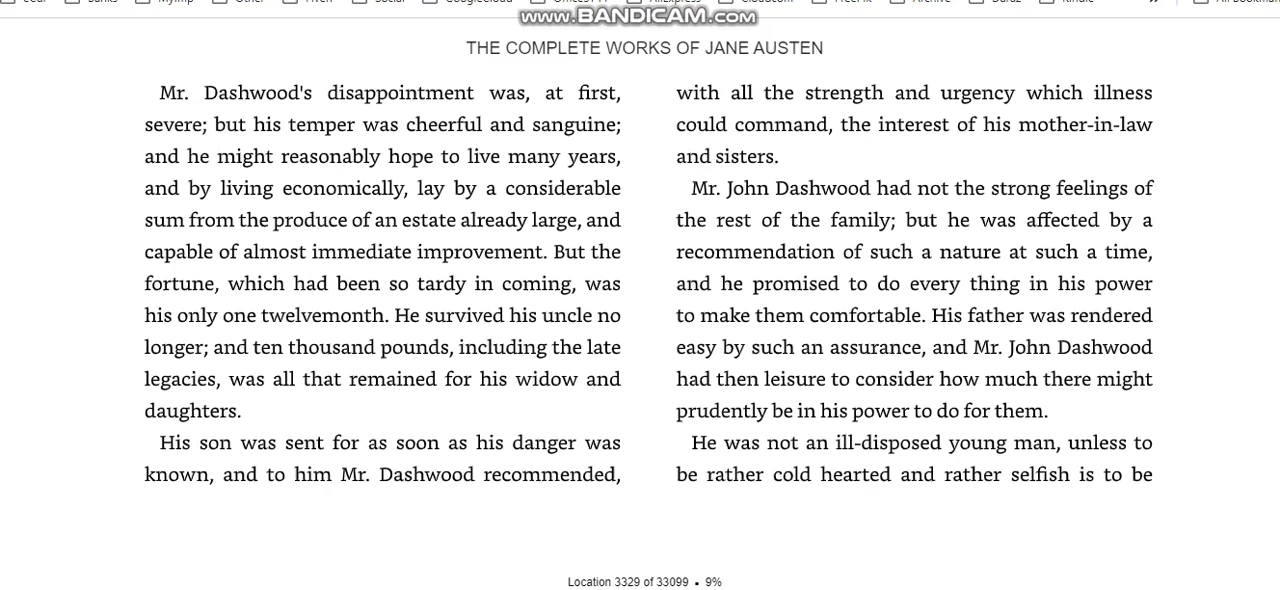 Other
Social
www.BANDICAM.com
THE COMPLETE WORKS OF JANE AUSTEN
Mr. Dashwood's disappointment was, at first,
severe; but his temper was cheerful and sanguine;
and he might reasonably hope to live many years,
and by living economically, lay by a considerable
sum from the produce of an estate already large, and
capable of almost immediate improvement. But the
fortune, which had been so tardy in coming, was
his only one twelvemonth. He survived his uncle no
longer; and ten thousand pounds, including the late
legacies, was all that remained for his widow and
daughters.
His son was sent for as soon as his danger was
known, and to him Mr. Dashwood recommended,
with all the strength and urgency which illness
could command, the interest of his mother-in-law
and sisters.
Mr. John Dashwood had not the strong feelings of
the rest of the family; but he was affected by a
recommendation of such a nature at such a time,
and he promised to do every thing in his power
to make them comfortable. His father was rendered
easy by such an assurance, and Mr. John Dashwood
had then leisure to consider how much there might
prudently be in his power to do for them.
He was not an ill-disposed young man, unless to
be rather cold hearted and rather selfish is to be
Location 3329 of 33099 • 9%